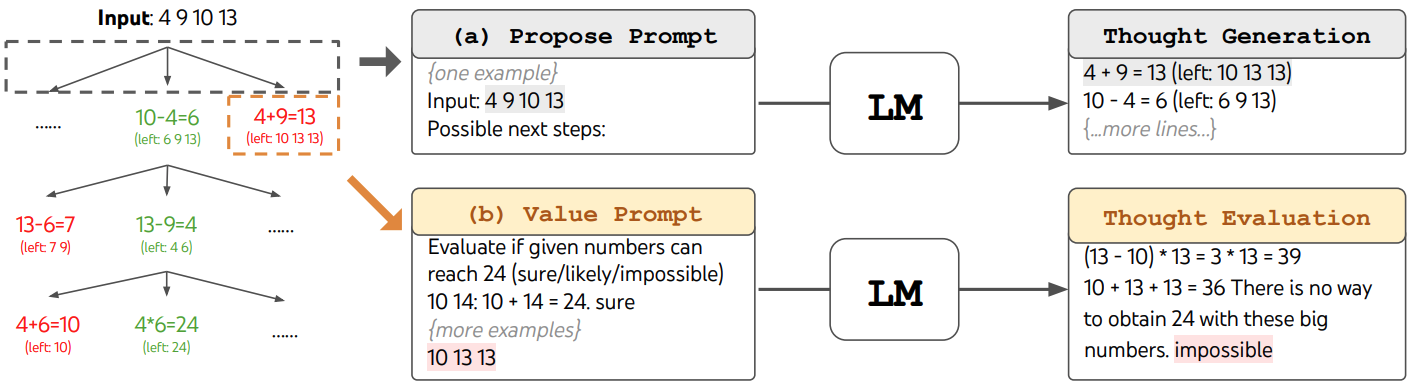 Input: 4 9 10 13
......
10-4=6
(left: 6 9 13)
4+9=13
(left: 10 13 13)
13-6=7
(left: 7 9)
13-9=4
(left: 4 6)
......
4+6=10
(left: 10)
4*6=24
(left: 24)
......
(a) Propose Prompt
{one example}
Input: 4 9 10 13
Possible next steps:
LM
Thought Generation
4 + 9 = 13 (left: 10 13 13)
10 - 4 = 6 (left: 6 9 13)
{...more lines...}
(b) Value Prompt
Evaluate if given numbers can
reach 24 (sure/likely/impossible)
10 14: 10 + 14 = 24. sure
{more examples}
10 13 13
LM
Thought Evaluation
(13 - 10) * 13 = 3 * 13 = 39
10 + 13 + 13 = 36 There is no way
to obtain 24 with these big
numbers. impossible